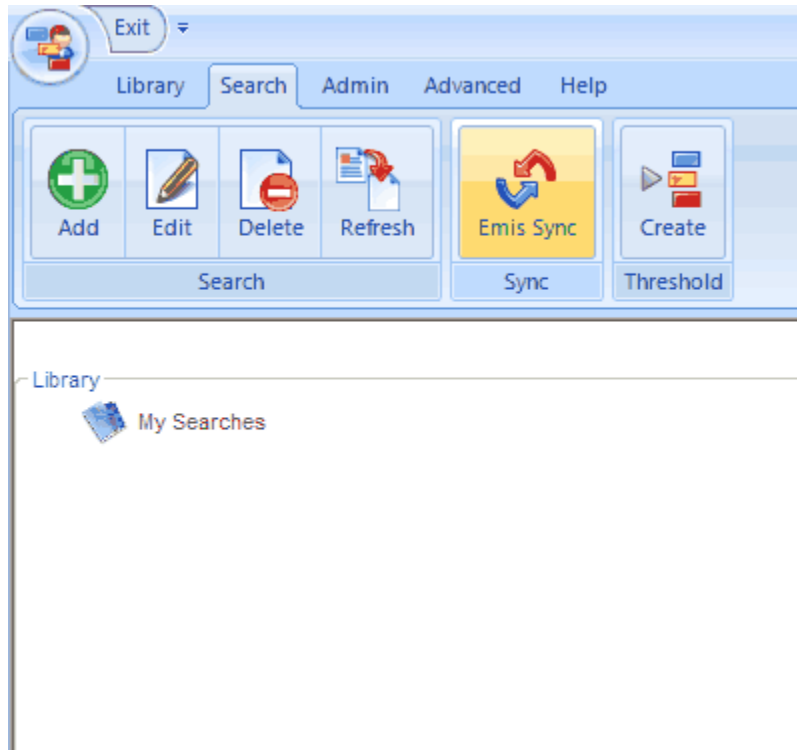 Exit
Library Search Admin Advanced Help
Add Edit Delete Refresh Emis Sync Create
Search Sync Threshold
Library
My Searches